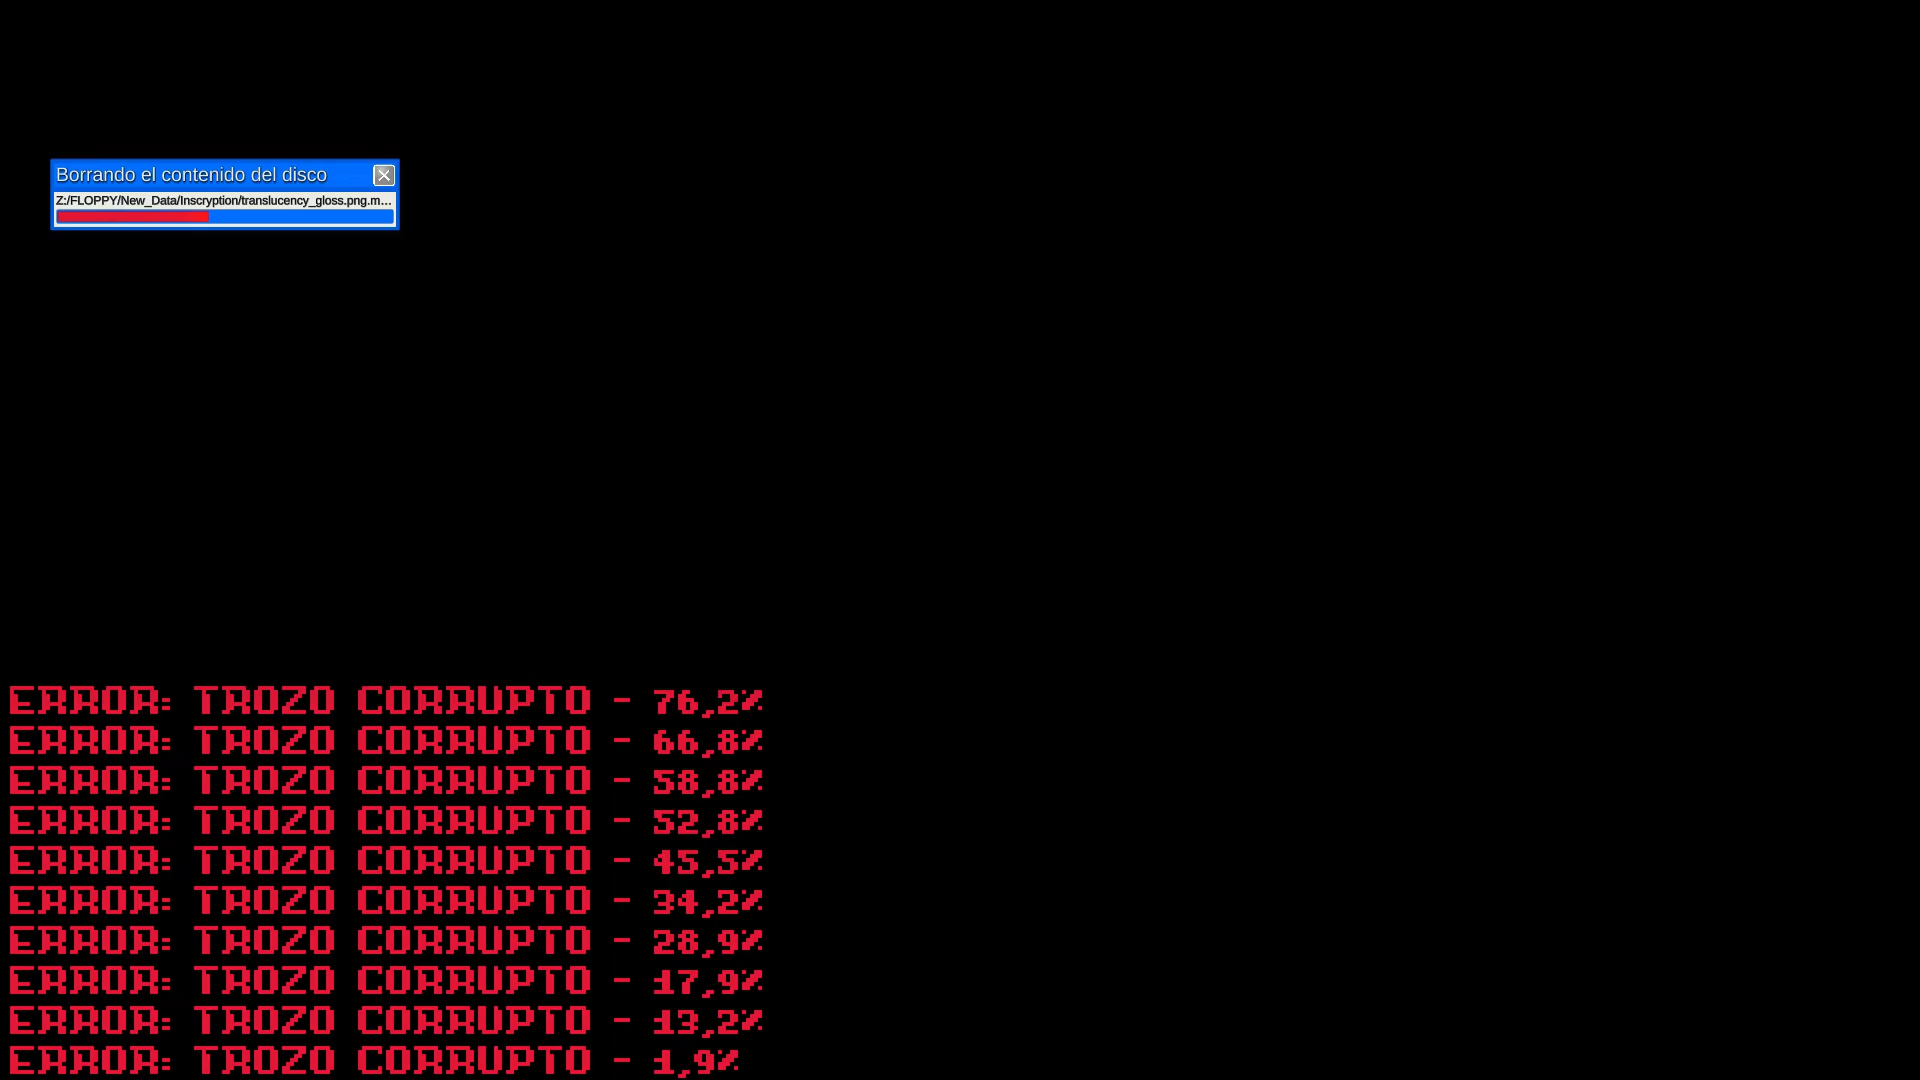 Borrando el contenido del disco
Z:/FLOPPY/New_Data/Inscryption/translucency_gloss.png.m...
ERROR: TROZO CORRUPTO - 76,2%
ERROR: TROZO CORRUPTO - 66,8%
ERROR: TROZO CORRUPTO - 58,8%
ERROR: TROZO CORRUPTO - 52,8%
ERROR: TROZO CORRUPTO - 45,5%
ERROR: TROZO CORRUPTO - 34,2%
ERROR: TROZO CORRUPTO - 28,9%
ERROR: TROZO CORRUPTO - 17,9%
ERROR: TROZO CORRUPTO - 13,2%
ERROR: TROZO CORRUPTO - 1,9%